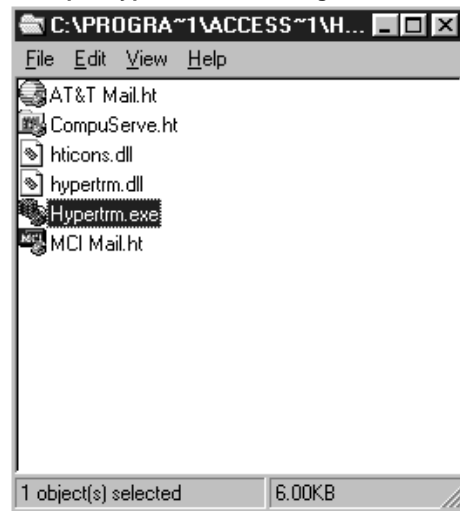 C:\PROGRA~1\ACCESS~1\H...
File Edit View Help
AT&T Mail.ht
CompuServe.ht
hticons.dll
hypertrm.dll
Hypertrm.exe
MCI Mail.ht
1 object(s) selected 6.00KB